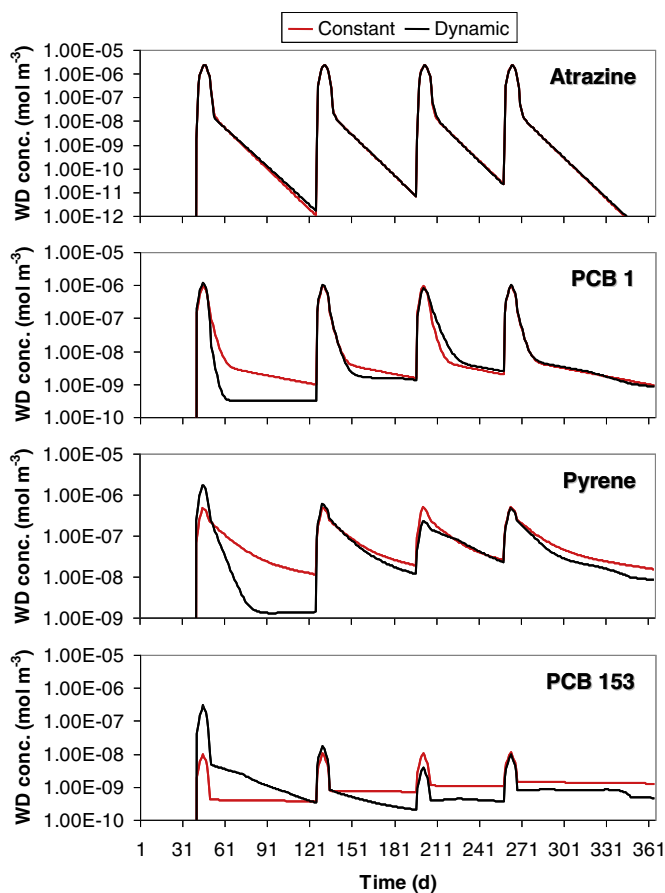 Constant Dynamic
WD conc. (mol m-3)
1.00E-05
1.00E-06
1.00E-07
1.00E-08
1.00E-09
1.00E-10
1.00E-11
1.00E-12
Atrazine
WD conc. (mol m-3)
1.00E-05
1.00E-06
1.00E-07
1.00E-08
1.00E-09
1.00E-10
PCB 1
WD conc. (mol m-3)
1.00E-05
1.00E-06
1.00E-07
1.00E-08
1.00E-09
Pyrene
WD conc. (mol m-3)
1.00E-05
1.00E-06
1.00E-07
1.00E-08
1.00E-09
1.00E-10
PCB 153
1 31 61 91 121 151 181 211 241 271 301 331 361
Time (d)